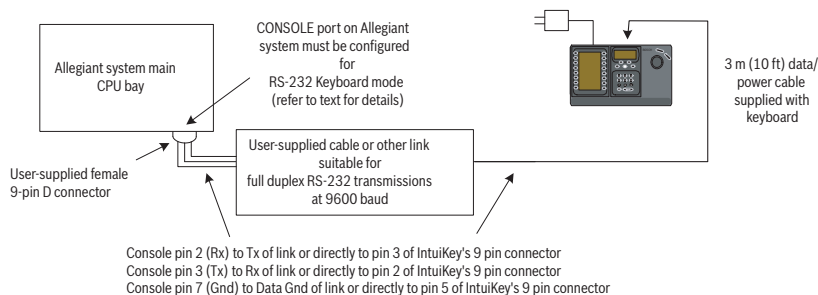 Allegiant system main
CPU bay
CONSOLE port on Allegiant
system must be configured
for
RS-232 Keyboard mode
(refer to text for details)
3 m (10 ft) data/
power cable
supplied with
keyboard
User-supplied female
9-pin D connector
User-supplied cable or other link
suitable for
full duplex RS-232 transmissions
at 9600 baud
Console pin 2 (Rx) to Tx of link or directly to pin 3 of IntuiKey's 9 pin connector
Console pin 3 (Tx) to Rx of link or directly to pin 2 of IntuiKey's 9 pin connector
Console pin 7 (Gnd) to Data Gnd of link or directly to pin 5 of IntuiKey's 9 pin connector